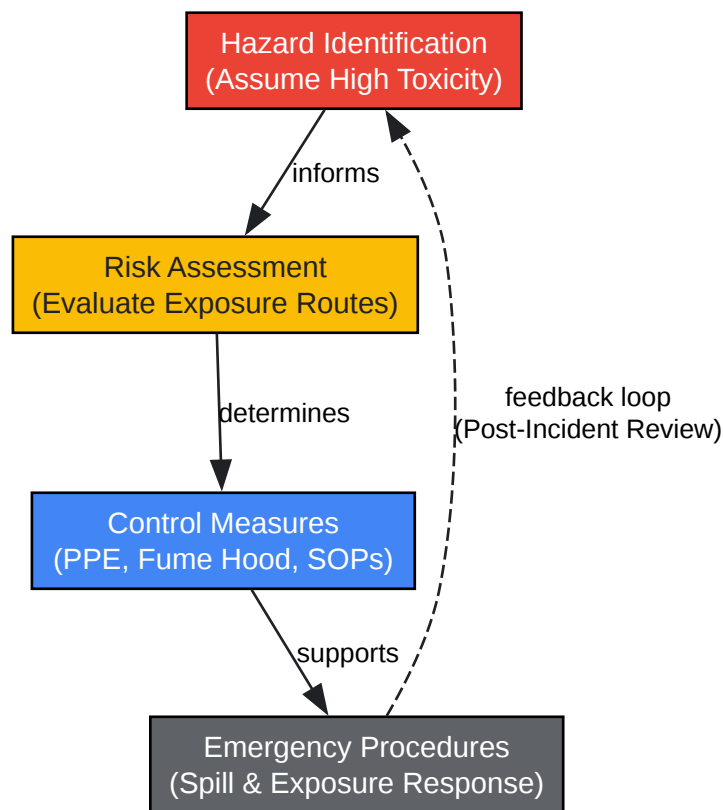 Hazard Identification
(Assume High Toxicity)
informs
Risk Assessment
(Evaluate Exposure Routes)
determines
feedback loop
(Post-Incident Review)
Control Measures
(PPE, Fume Hood, SOPs)
supports
Emergency Procedures
(Spill & Exposure Response)